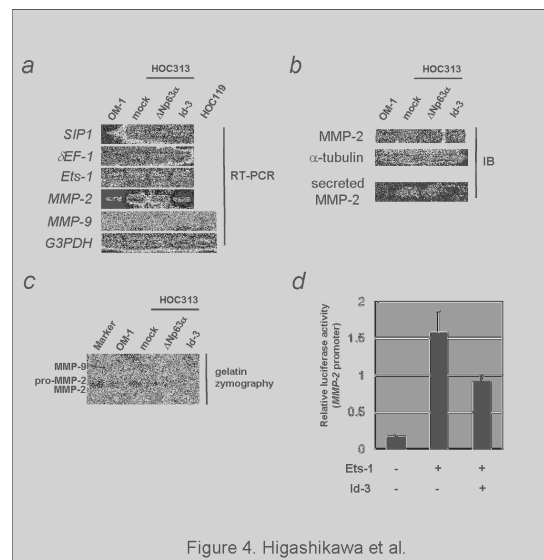 a
HOC313
OM-1
mock
ΔNp63α
Id-3
HOC119
SIP1
δEF-1
Ets-1
MMP-2
MMP-9
G3PDH
RT-PCR
b
HOC313
OM-1
mock
ΔNp63α
Id-3
MMP-2
α-tubulin
secreted
MMP-2
IB
c
HOC313
Marker
OM-1
mock
ΔNp63α
Id-3
MMP-9
pro-MMP-2
MMP-2
gelatin
zymography
d
Relative luciferase activity
(MMP-2 promoter)
2
1.5
1
0.5
0
Ets-1 - + +
Id-3 - - +
Figure 4. Higashikawa et al.